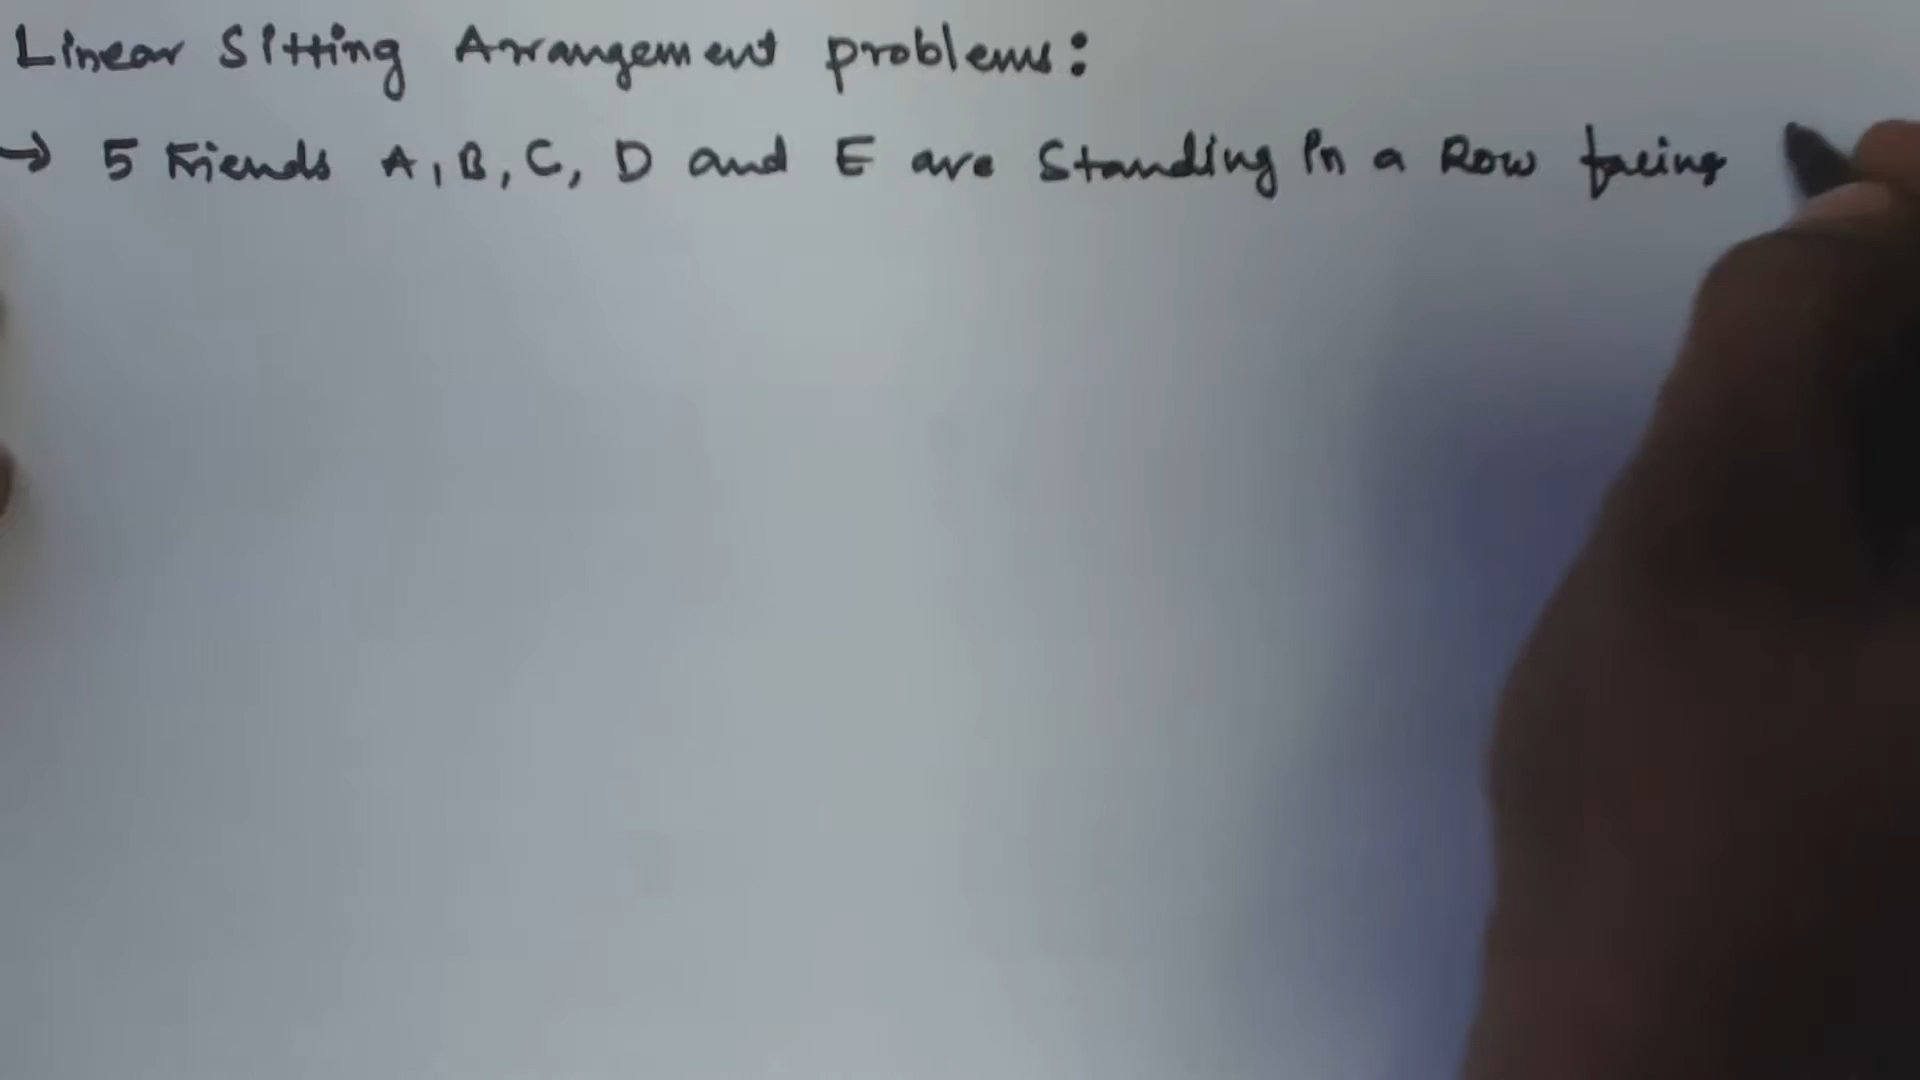 Linear Sitting Arrangement problems:
→ 5 Friends A, B, C, D and E are Standing in a Row facing